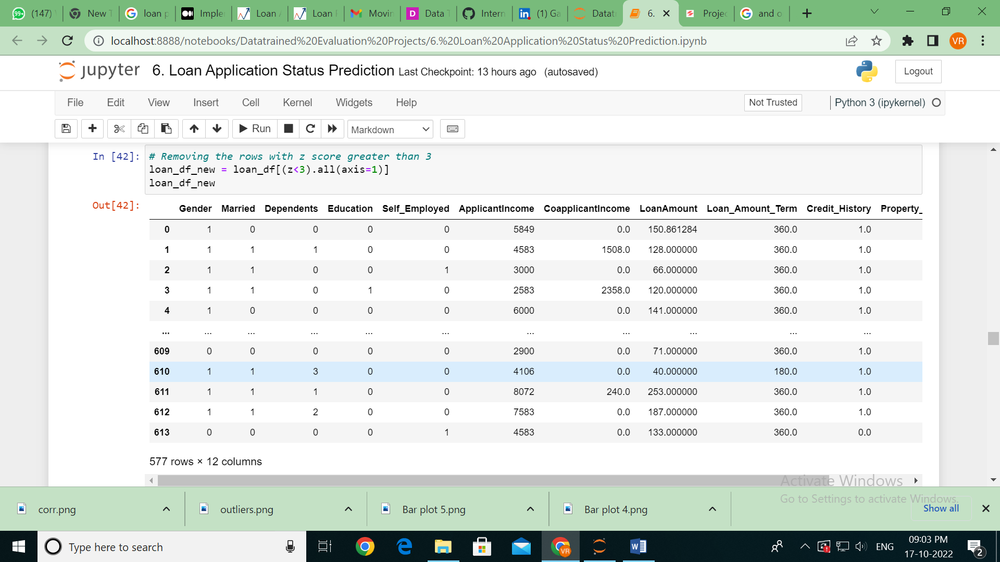 99+ (147) New T loan p Imple Loan A Loan P Movin D Data T Intern in (1) Ga Datat 6. Projec and o
localhost:8888/notebooks/Datatrained%20Evaluation%20Projects/6.%20Loan%20Application%20Status%20Prediction.ipynb VR
jupyter 6. Loan Application Status Prediction Last Checkpoint: 13 hours ago (autosaved) Logout
File Edit View Insert Cell Kernel Widgets Help Not Trusted Python 3 (ipykernel)
Run Markdown
In [42]: # Removing the rows with z score greater than 3
loan_df_new = loan_df[(z<3).all(axis=1)]
loan_df_new
Out[42]:
Gender Married Dependents Education Self_Employed ApplicantIncome CoapplicantIncome LoanAmount Loan_Amount_Term Credit_History Property_
0 1 0 0 0 0 5849 0.0 150.861284 360.0 1.0
1 1 1 1 0 0 4583 1508.0 128.000000 360.0 1.0
2 1 1 0 0 1 3000 0.0 66.000000 360.0 1.0
3 1 1 0 1 0 2583 2358.0 120.000000 360.0 1.0
4 1 0 0 0 0 6000 0.0 141.000000 360.0 1.0
... ... ... ... ... ... ... ... ... ... ...
609 0 0 0 0 0 2900 0.0 71.000000 360.0 1.0
610 1 1 3 0 0 4106 0.0 40.000000 180.0 1.0
611 1 1 1 0 0 8072 240.0 253.000000 360.0 1.0
612 1 1 2 0 0 7583 0.0 187.000000 360.0 1.0
613 0 0 0 0 1 4583 0.0 133.000000 360.0 0.0
577 rows × 12 columns
Activate Windows
Go to Settings to activate Windows.
corr.png outliers.png Bar plot 5.png Bar plot 4.png Show all
Type here to search VR W ENG 09:03 PM
17-10-2022 2